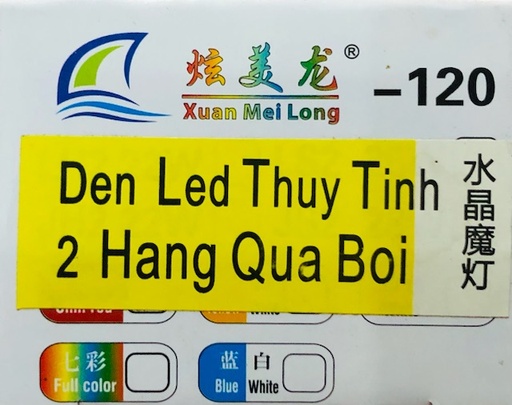 炫美龙® -120
Xuan Mei Long
Den Led Thuy Tinh
2 Hang Qua Boi
水晶魔灯
White
七彩 蓝 白
Full color Blue White